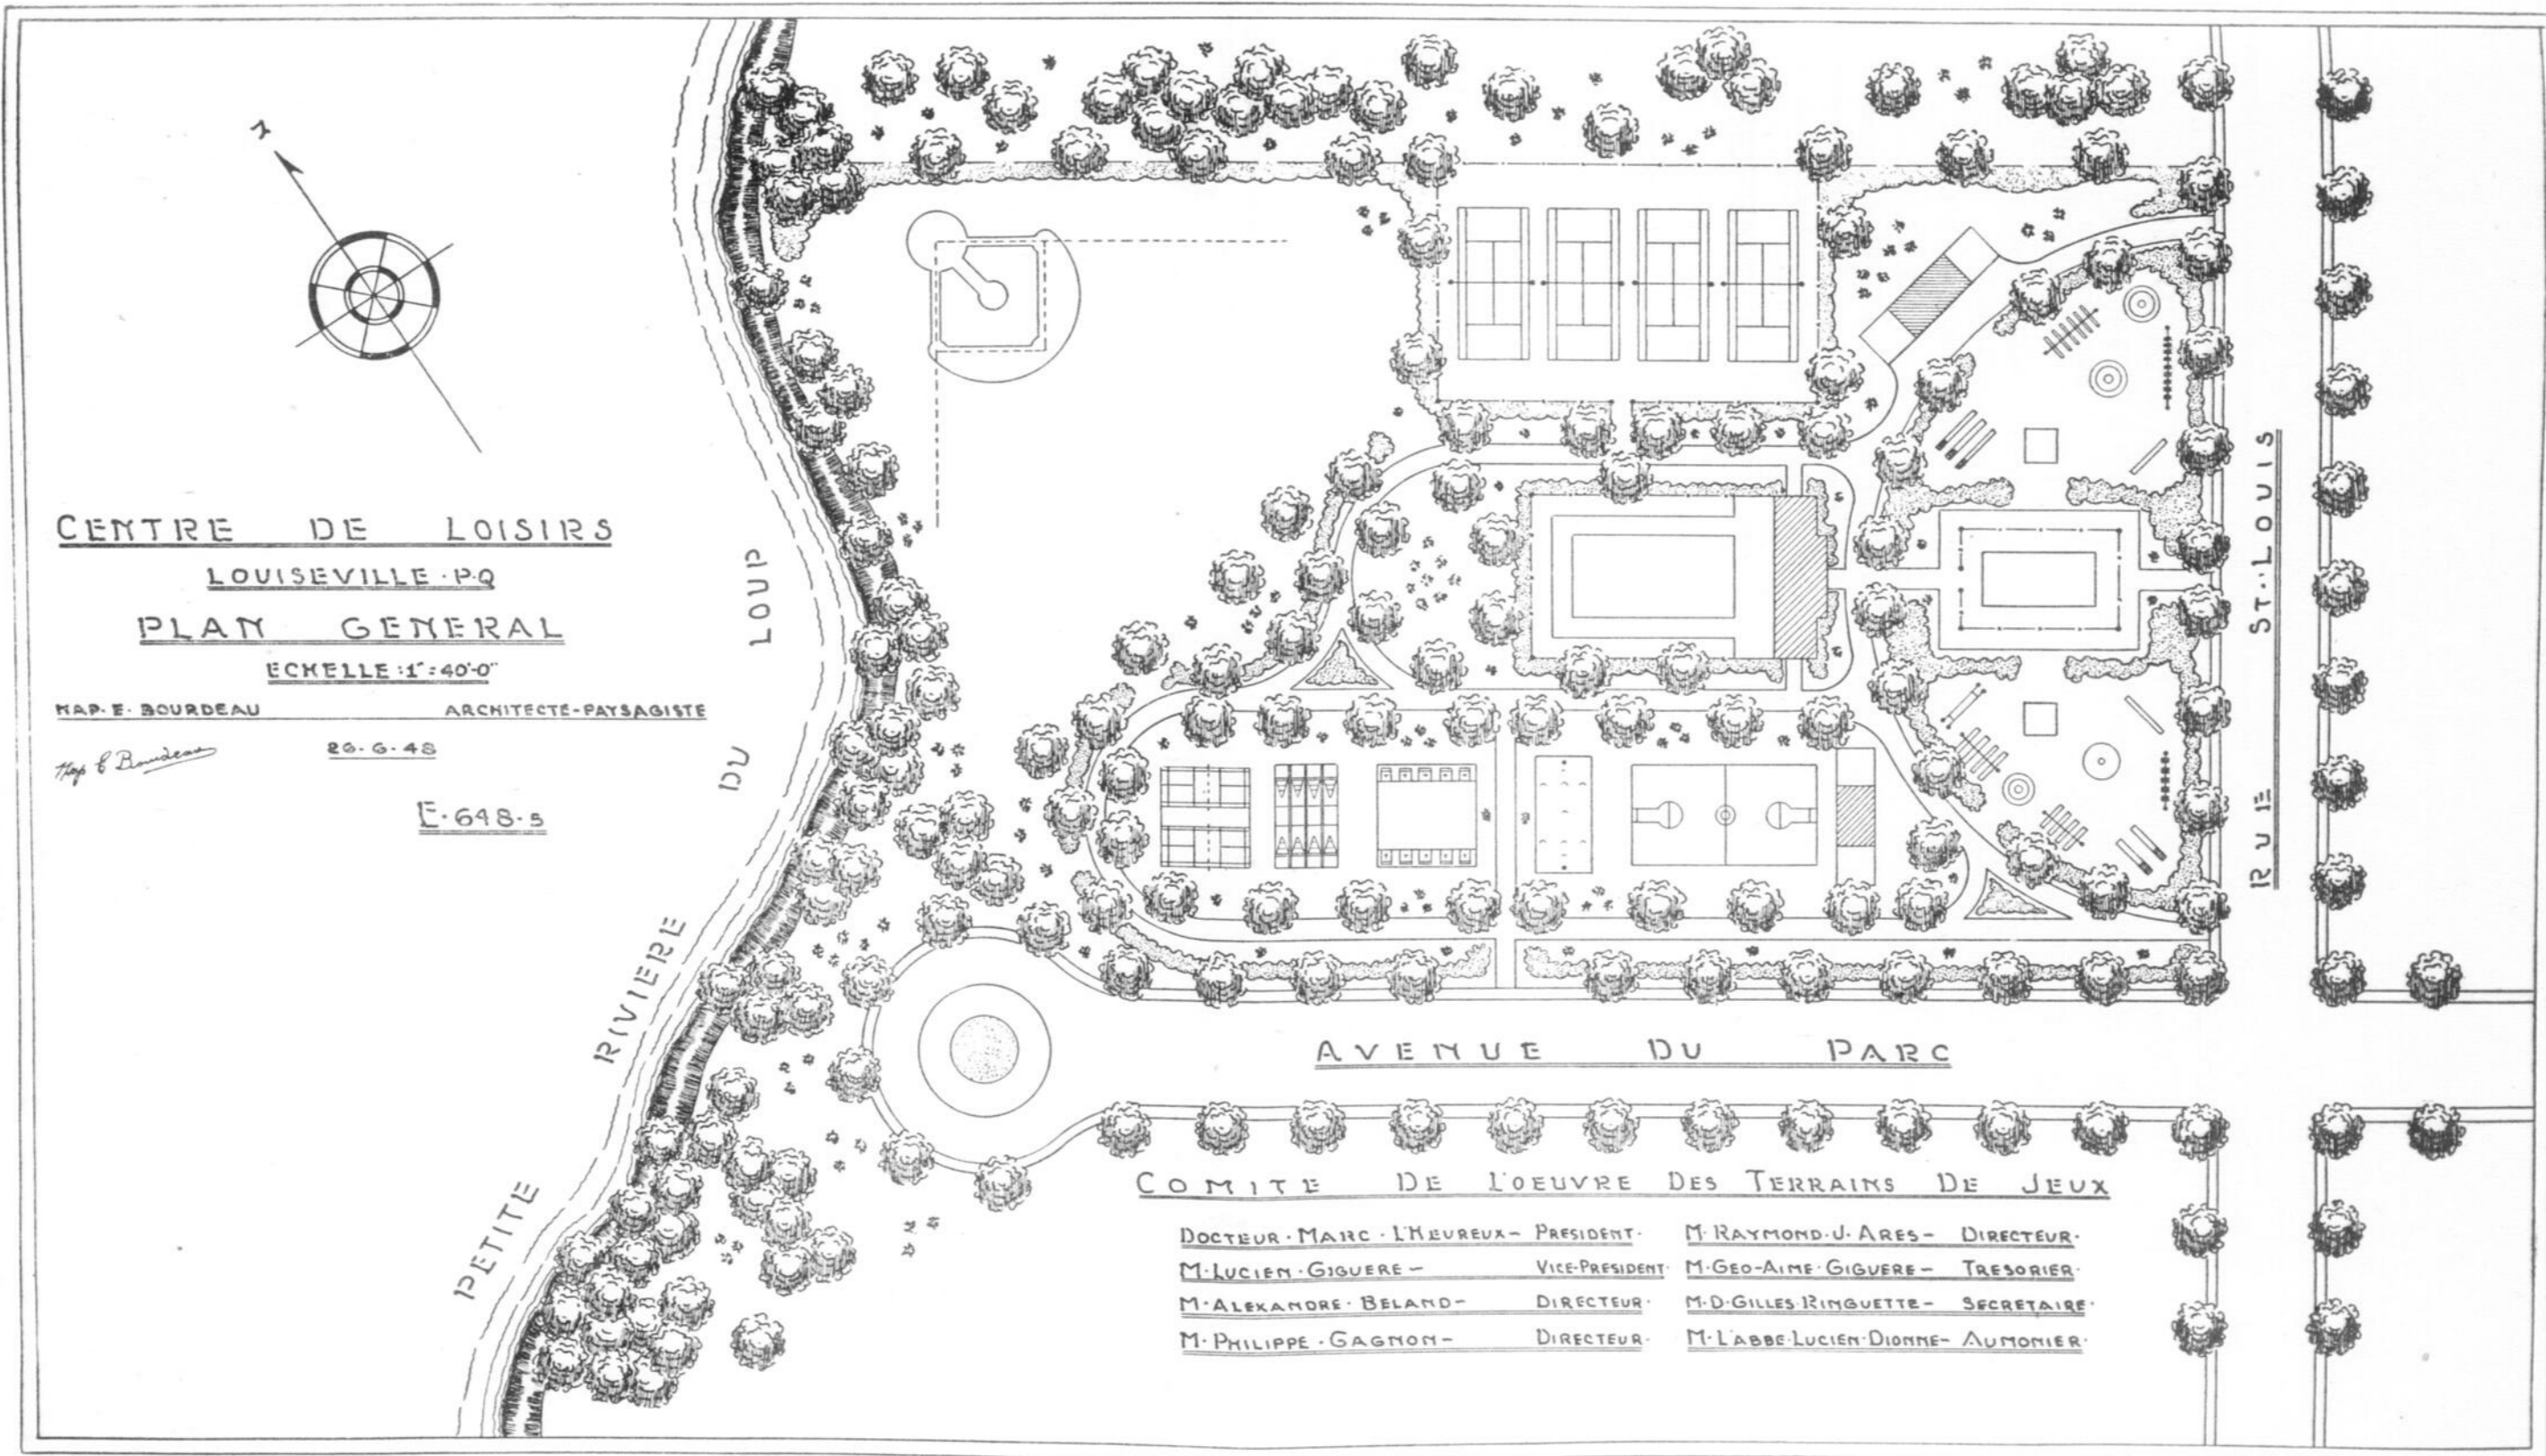 N
CENTRE DE LOISIRS
LOUISEVILLE · P·Q
PLAN GENERAL
ECHELLE : 1" = 40'-0"
NAP· E· BOURDEAU ARCHITECTE-PAYSAGISTE
Nap E Bourdeau
26-6-48
E-648-5
PETITE RIVIERE DU LOUP
RUE ST.-LOUIS
AVENUE DU PARC
COMITE DE L'OEUVRE DES TERRAINS DE JEUX
DOCTEUR · MARC · L'HEUREUX - PRESIDENT· M· RAYMOND · J · ARES - DIRECTEUR·
M· LUCIEN · GIGUERE - VICE-PRESIDENT· M· GEO-AIME · GIGUERE - TRESORIER·
M· ALEXANDRE · BELAND - DIRECTEUR· M· D· GILLES · RINGUETTE - SECRETAIRE·
M· PHILIPPE · GAGNON - DIRECTEUR· M· L'ABBE · LUCIEN · DIONNE - AUMONIER·